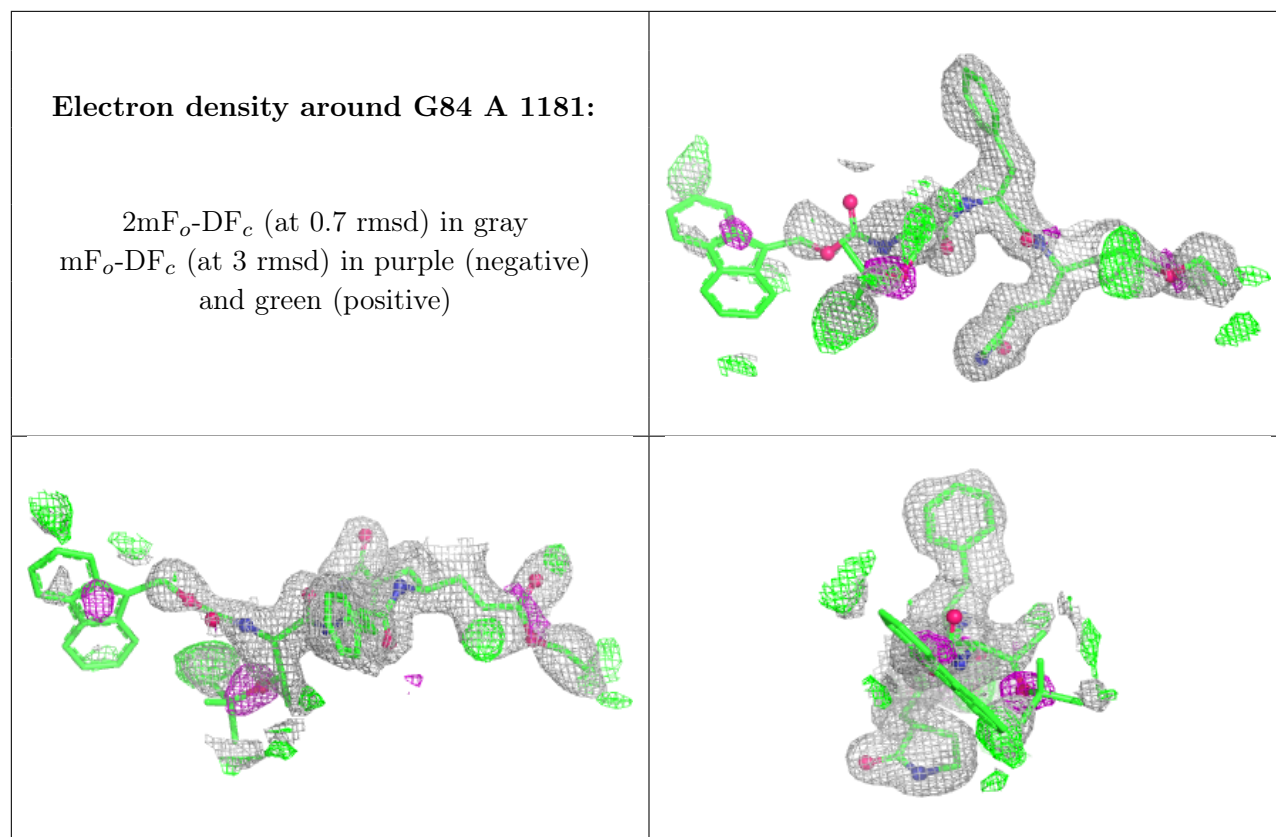 Electron density around G84 A 1181:
2mFo-DFc (at 0.7 rmsd) in gray
mFo-DFc (at 3 rmsd) in purple (negative)
and green (positive)